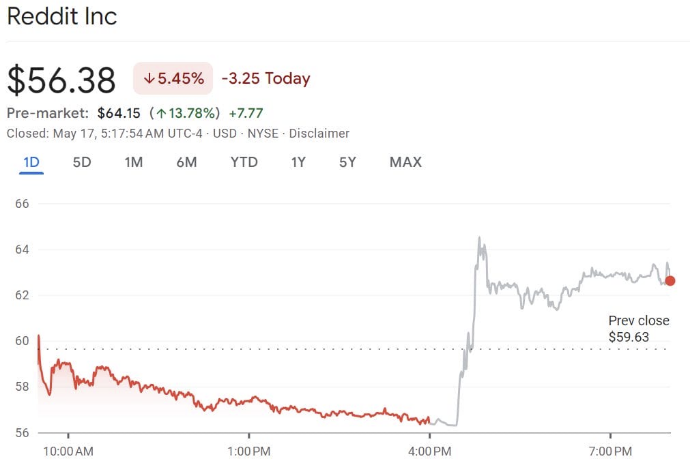 Reddit Inc
$56.38 ↓5.45% -3.25 Today
Pre-market: $64.15 (↑13.78%) +7.77
Closed: May 17, 5:17:54 AM UTC-4 · USD · NYSE · Disclaimer
1D 5D 1M 6M YTD 1Y 5Y MAX
66
64
62
60
58
56
Prev close
$59.63
10:00 AM 1:00 PM 4:00 PM 7:00 PM